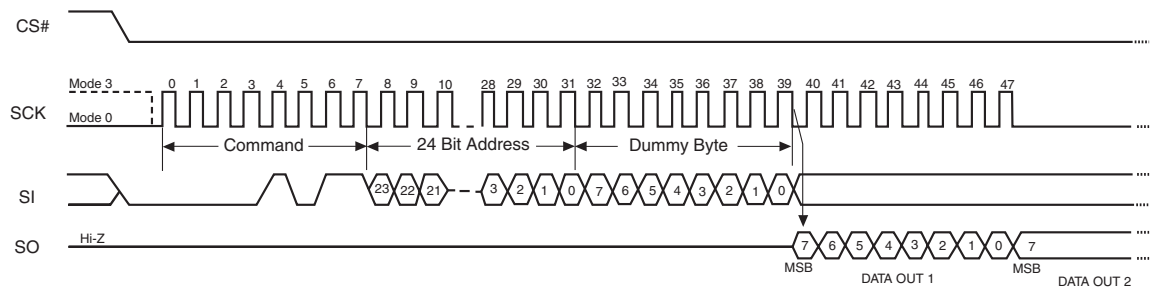 CS#
Mode 3
0 1 2 3 4 5 6 7 8 9 10 28 29 30 31 32 33 34 35 36 37 38 39 40 41 42 43 44 45 46 47
SCK
Mode 0
Command 24 Bit Address Dummy Byte
SI
23 22 21 3 2 1 0 7 6 5 4 3 2 1 0
SO
Hi-Z
7 6 5 4 3 2 1 0 7
MSB DATA OUT 1 MSB DATA OUT 2